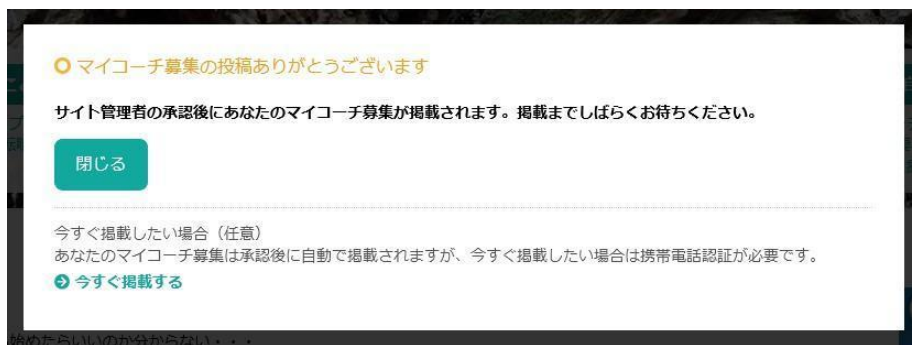 マイコーチ募集の投稿ありがとうございます
サイト管理者の承認後にあなたのマイコーチ募集が掲載されます。掲載までしばらくお待ちください。
閉じる
今すぐ掲載したい場合（任意）
あなたのマイコーチ募集は承認後に自動で掲載されますが、今すぐ掲載したい場合は携帯電話認証が必要です。
今すぐ掲載する
始めたらいいのか分からない・・・